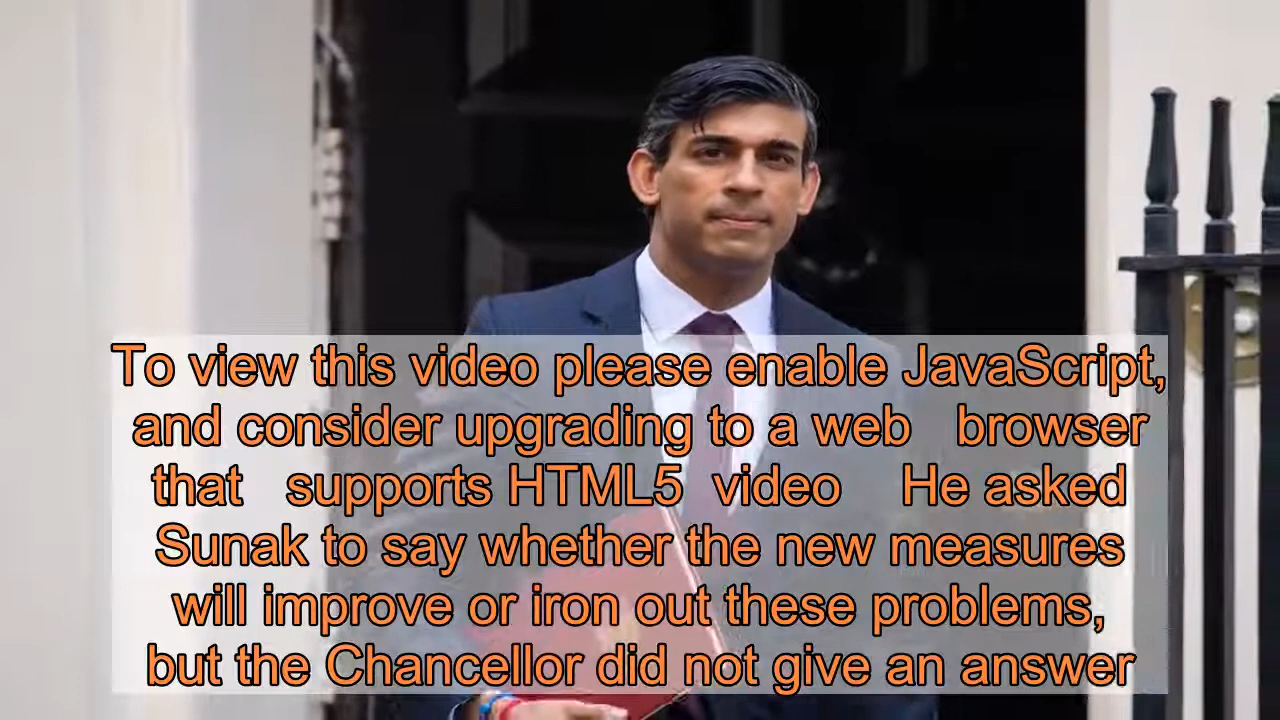 To view this video please enable JavaScript,
and consider upgrading to a web browser
that supports HTML5 video He asked
Sunak to say whether the new measures
will improve or iron out these problems,
but the Chancellor did not give an answer